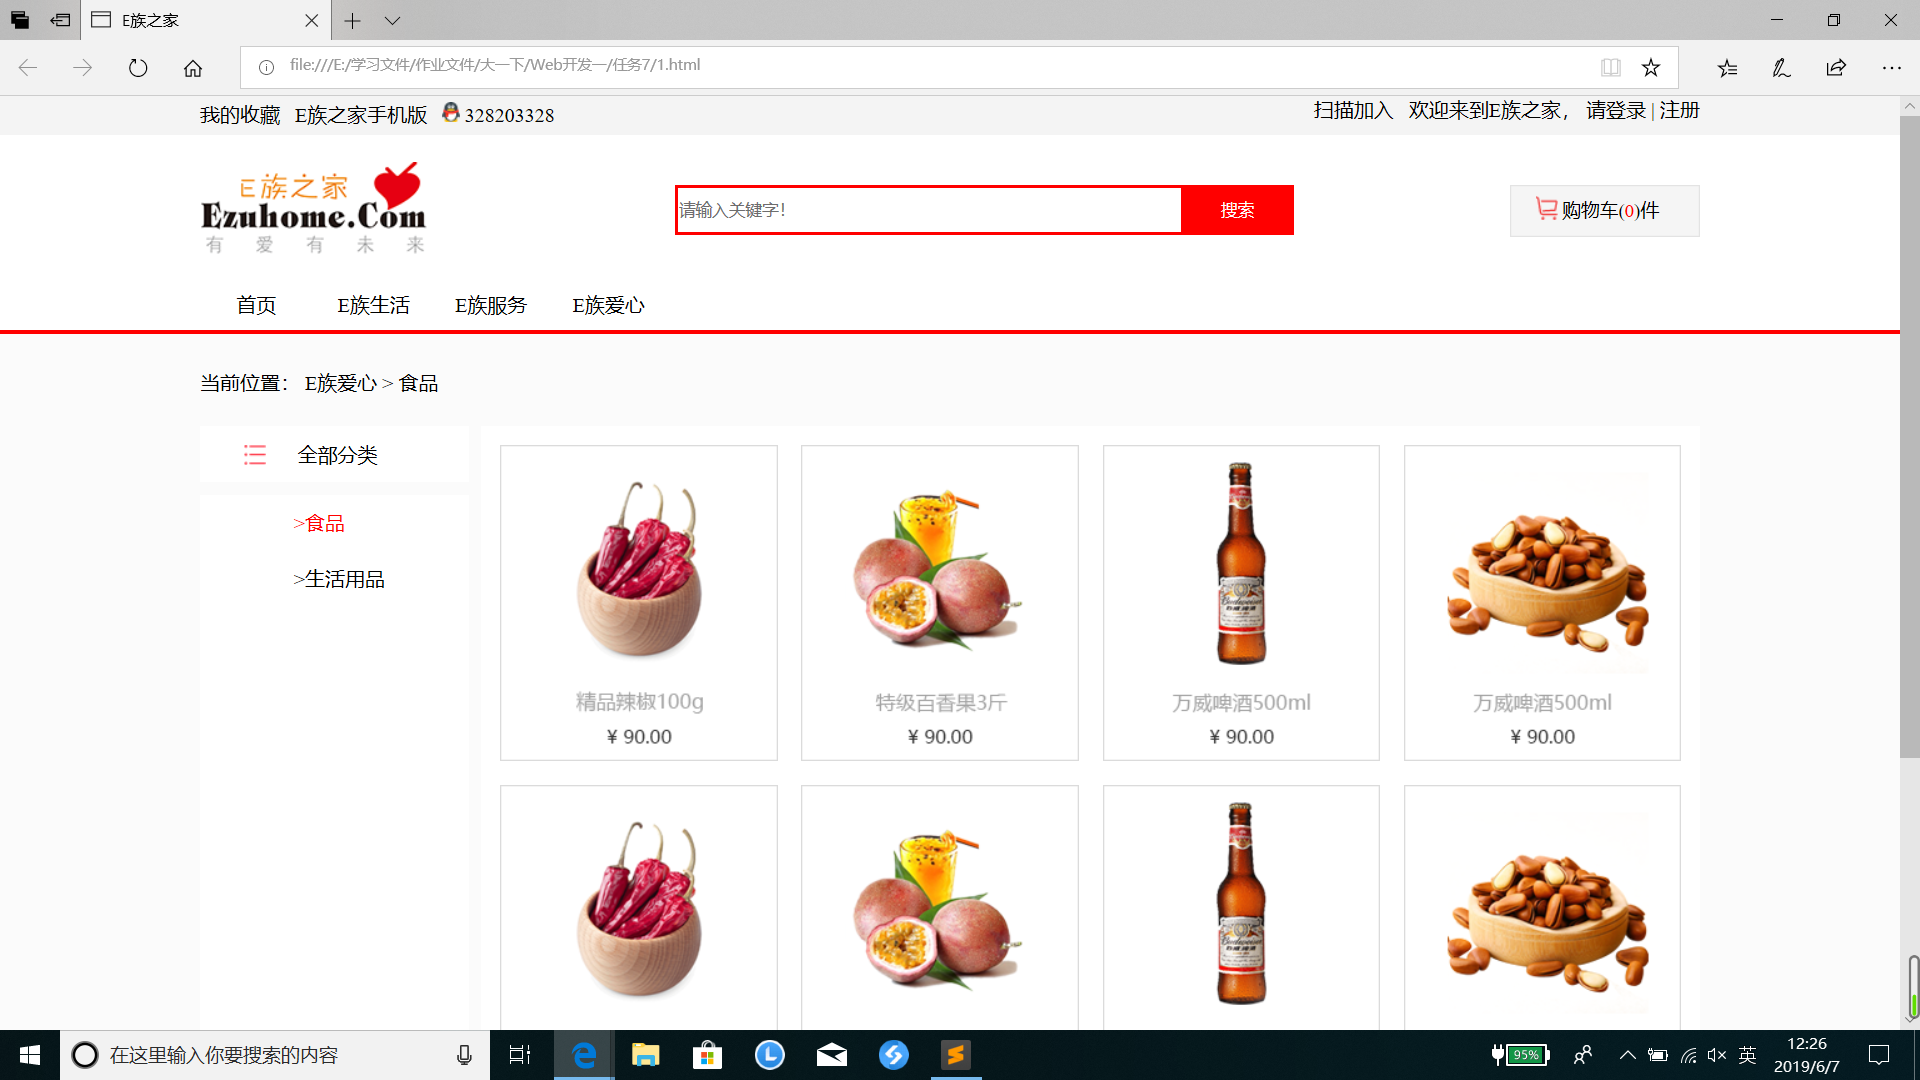 E族之家
file:///E:/学习文件/作业文件/大一下/Web开发一/任务7/1.html
我的收藏 E族之家手机版 328203328 扫描加入 欢迎来到E族之家， 请登录 | 注册
E族之家
Ezuhome.Com
有爱有未来
请输入关键字！
搜索
购物车(0)件
首页 E族生活 E族服务 E族爱心
当前位置： E族爱心 > 食品
全部分类
>食品
>生活用品
精品辣椒100g
¥ 90.00
特级百香果3斤
¥ 90.00
Budweiser
万威啤酒500ml
¥ 90.00
万威啤酒500ml
¥ 90.00
Budweiser
在这里输入你要搜索的内容
95%
英
12:26
2019/6/7